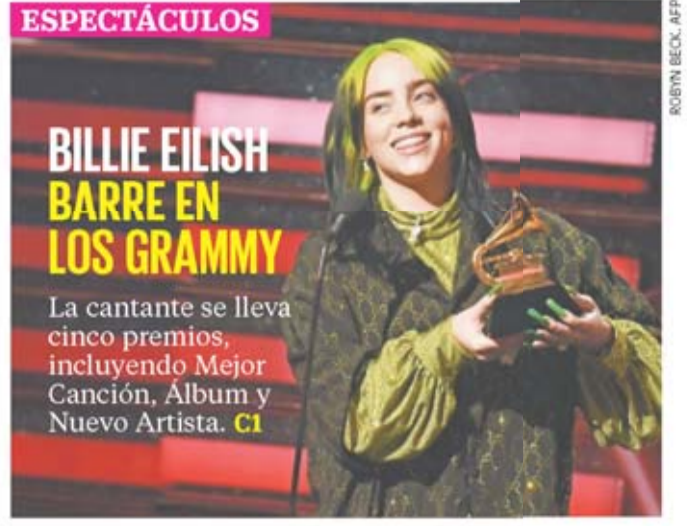 ESPECTÁCULOS
ROBYN BECK. AFP
BILLIE EILISH
BARRE EN
LOS GRAMMY
La cantante se lleva
cinco premios,
incluyendo Mejor
Canción, Álbum y
Nuevo Artista. C1